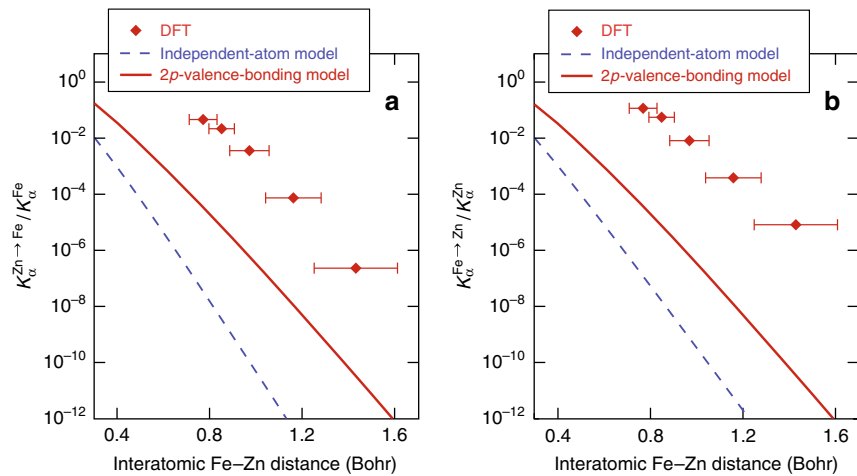 DFT
Independent-atom model
2p-valence-bonding model
a
10⁰
10⁻²
10⁻⁴
10⁻⁶
10⁻⁸
10⁻¹⁰
10⁻¹²
K_α^{Zn → Fe}/K_α^{Fe}
0.4 0.8 1.2 1.6
Interatomic Fe–Zn distance (Bohr)
DFT
Independent-atom model
2p-valence-bonding model
b
10⁰
10⁻²
10⁻⁴
10⁻⁶
10⁻⁸
10⁻¹⁰
10⁻¹²
K_α^{Fe → Zn}/K_α^{Zn}
0.4 0.8 1.2 1.6
Interatomic Fe–Zn distance (Bohr)